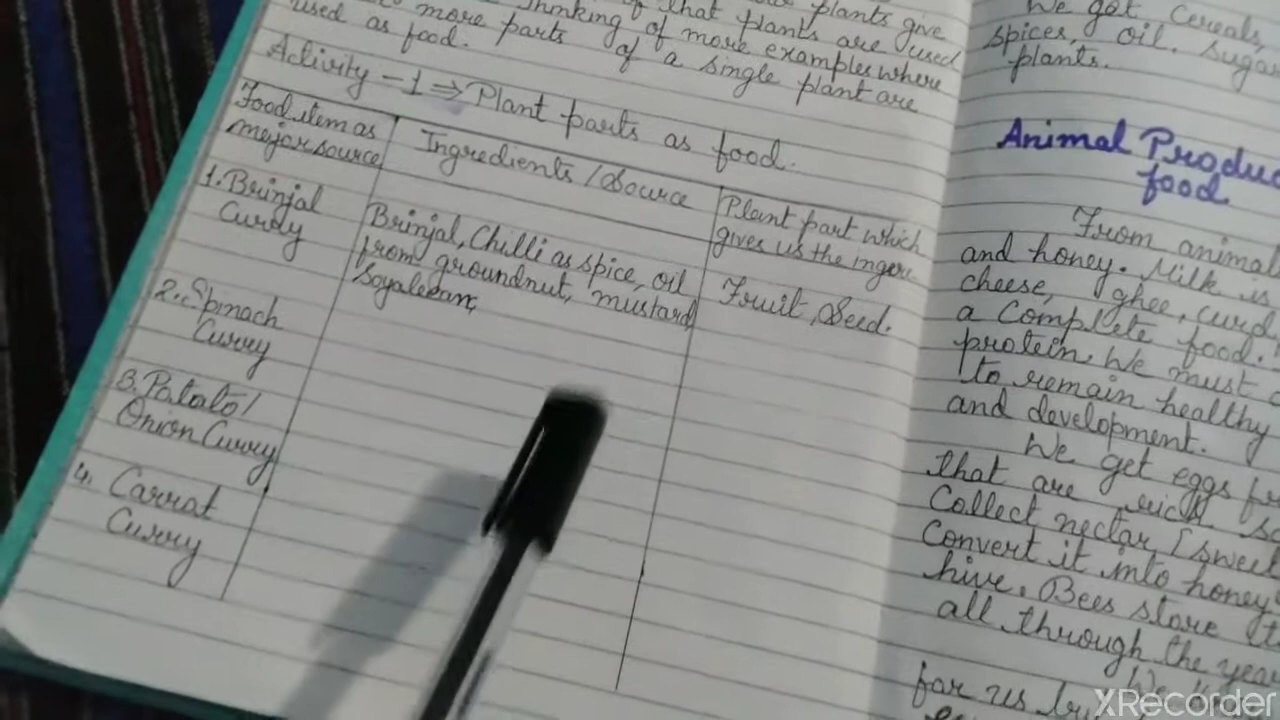 plants give
that plants are used
thinking of more examples where
more parts of a single plant are
used as food.
Activity - 1 ⇒ Plant parts as food.
Food item as
major source
Ingredients / Source
Plant part which
gives us the ingre
1. Brinjal
Curdy
Brinjal, Chilli as spice, oil
from groundnut, mustard
Soyabean,
Fruit, Seed.
2. Spinach
Curry
3. Patato /
Onion Curry
4. Carrat
Curry
We get Cereals,
spices, oil. sugar
plants.
Animal Produc
food
From animal
and honey. Milk is
cheese, ghee, curd,
a Complete food.
protein. We must
to remain healthy
and development.
We get eggs fr
that are rich so
Collect nectar [sweet
Convert it into honey
hive. Bees store it
all through the year
We
for us
XRecorder